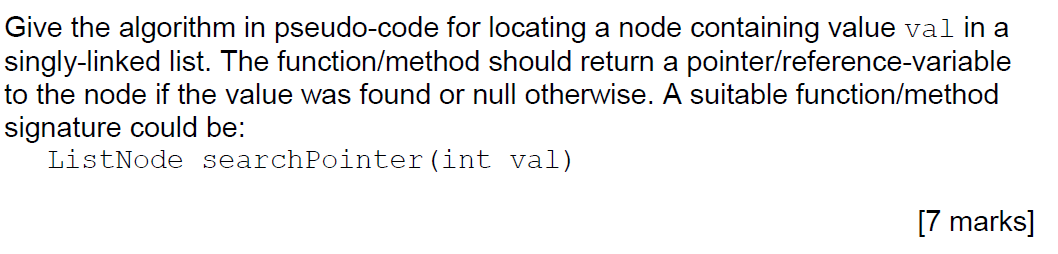 Give the algorithm in pseudo-code for locating a node containing value val in a
singly-linked list. The function/method should return a pointer/reference-variable
to the node if the value was found or null otherwise. A suitable function/method
signature could be:
ListNode searchPointer(int val)
[7 marks]